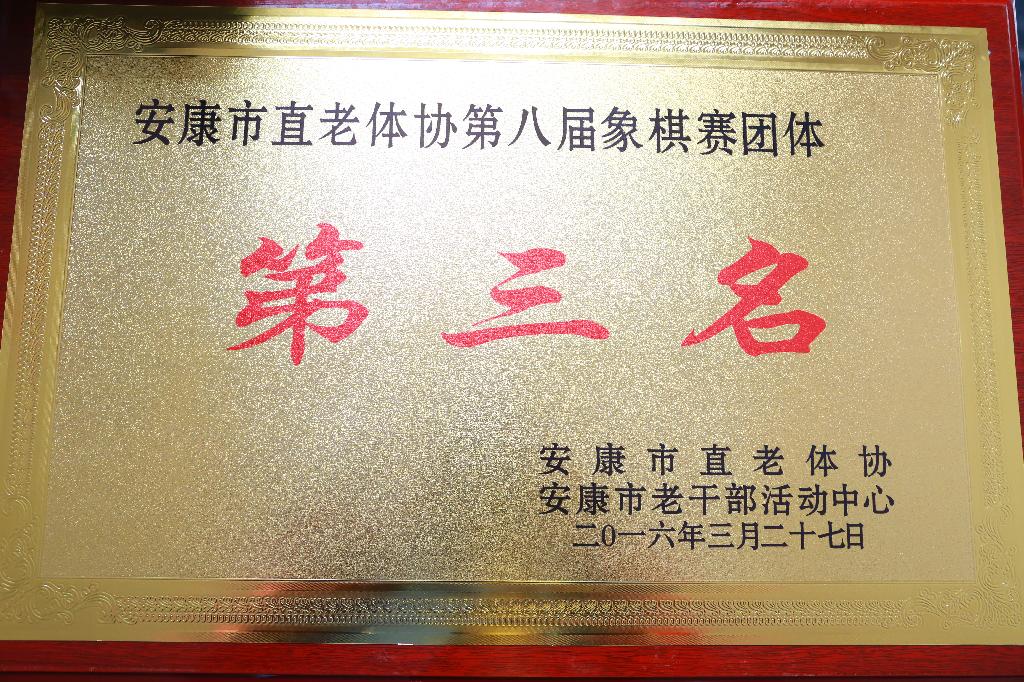 安康市直老体协第八届象棋赛团体
第三名
安康市直老体协
安康市老干部活动中心
二0一六年三月二十七日